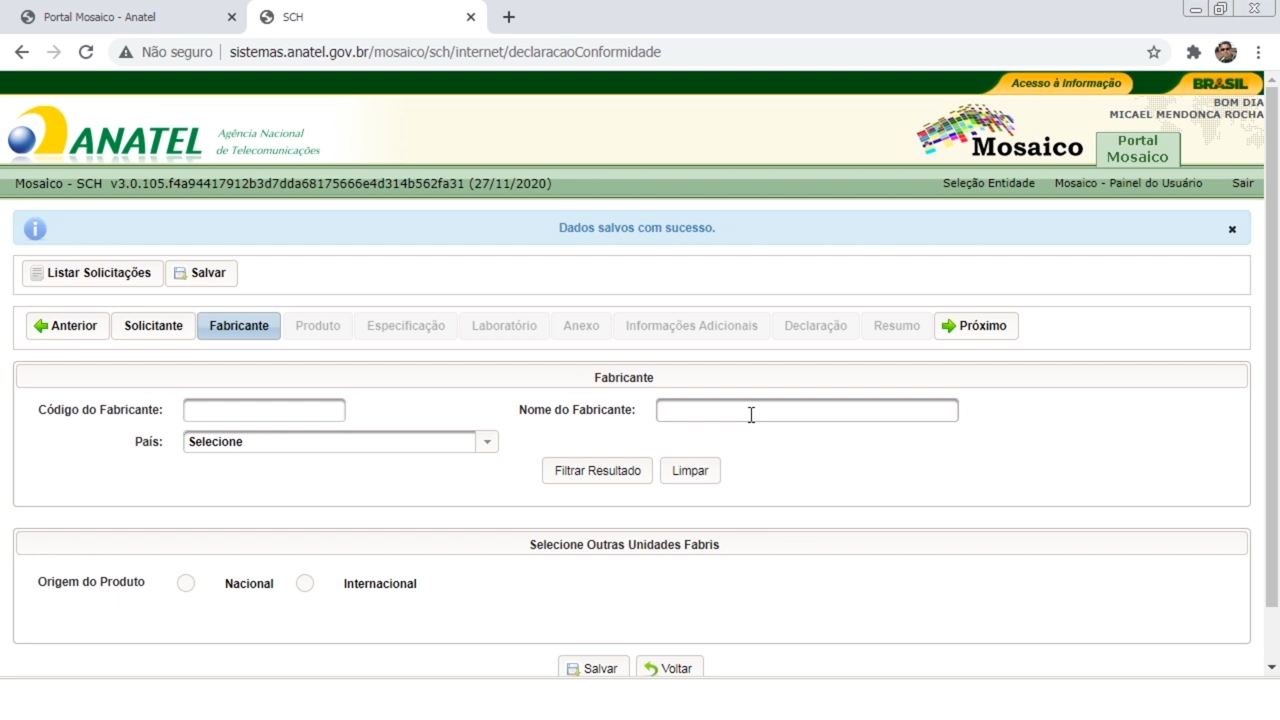 Portal Mosaico - Anatel
SCH
Não seguro
sistemas.anatel.gov.br/mosaico/sch/internet/declaracaoConformidade
Acesso à Informação
BRASIL
BOM DIA
MICAEL MENDONCA ROCHA
ANATEL
Agência Nacional
de Telecomunicações
Mosaico
Portal
Mosaico
Mosaico - SCH v3.0.105.f4a94417912b3d7dda68175666e4d314b562fa31 (27/11/2020)
Seleção Entidade Mosaico - Painel do Usuário Sair
Dados salvos com sucesso.
Listar Solicitações Salvar
Anterior Solicitante Fabricante Produto Especificação Laboratório Anexo Informações Adicionais Declaração Resumo Próximo
Fabricante
Código do Fabricante: Nome do Fabricante:
País: Selecione
Filtrar Resultado Limpar
Selecione Outras Unidades Fabris
Origem do Produto Nacional Internacional
Salvar Voltar